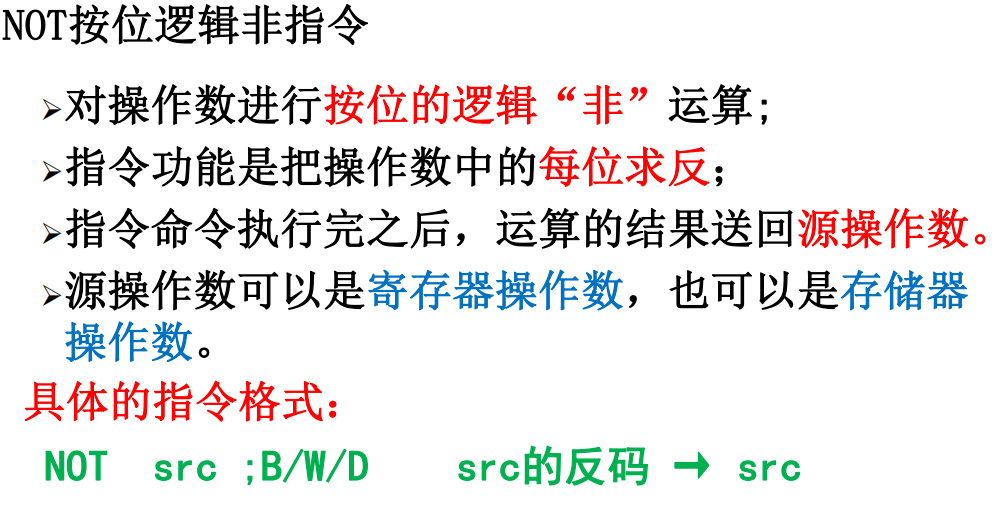 NOT按位逻辑非指令
➢对操作数进行按位的逻辑“非”运算;
➢指令功能是把操作数中的每位求反;
➢指令命令执行完之后，运算的结果送回源操作数。
➢源操作数可以是寄存器操作数，也可以是存储器
操作数。
具体的指令格式:
NOT src ;B/W/D src的反码 → src